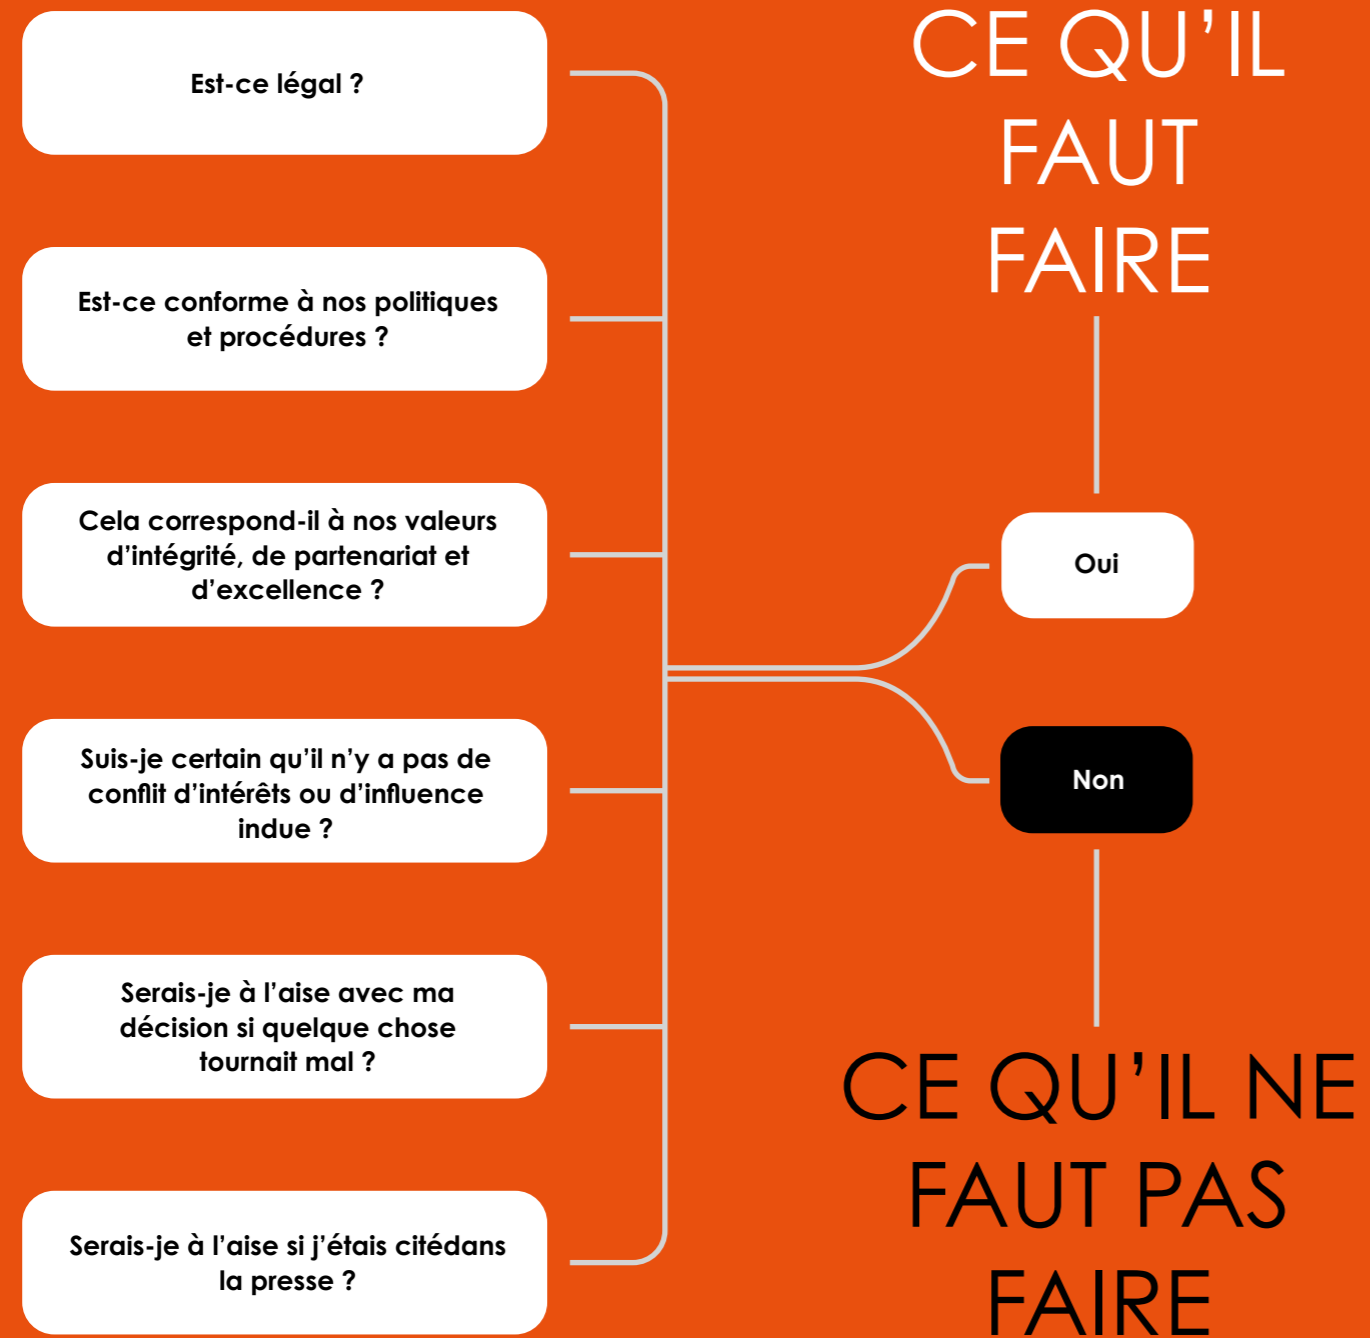 Est-ce légal ?
Est-ce conforme à nos politiques
et procédures ?
Cela correspond-il à nos valeurs
d’intégrité, de partenariat et
d’excellence ?
Suis-je certain qu’il n’y a pas de
conflit d’intérêts ou d’influence
indue ?
Serais-je à l’aise avec ma
décision si quelque chose
tournait mal ?
Serais-je à l’aise si j’étais citédans
la presse ?
CE QU’IL
FAUT
FAIRE
Oui
Non
CE QU’IL NE
FAUT PAS
FAIRE